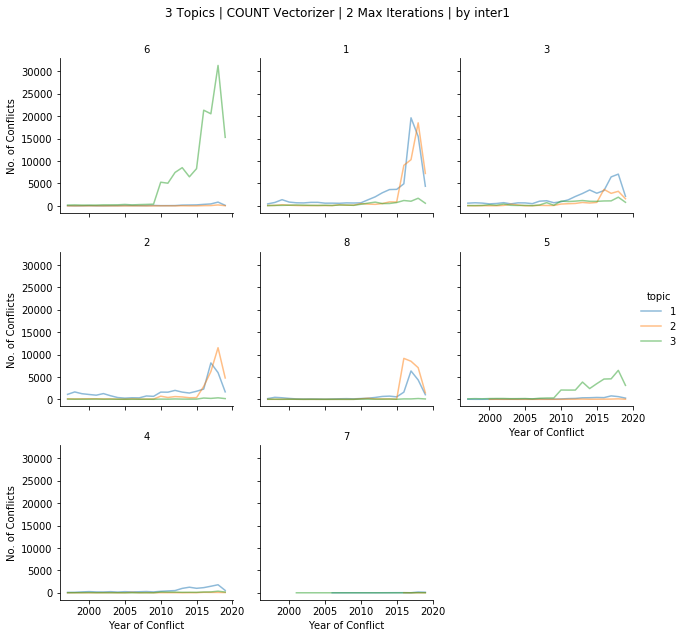 3 Topics | COUNT Vectorizer | 2 Max Iterations | by inter1
6
1
3
30000
25000
20000
15000
10000
5000
0
No. of Conflicts
2
8
5
30000
25000
20000
15000
10000
5000
0
No. of Conflicts
2000 2005 2010 2015 2020
Year of Conflict
topic
1
2
3
4
7
30000
25000
20000
15000
10000
5000
0
No. of Conflicts
2000 2005 2010 2015 2020
Year of Conflict
2000 2005 2010 2015 2020
Year of Conflict